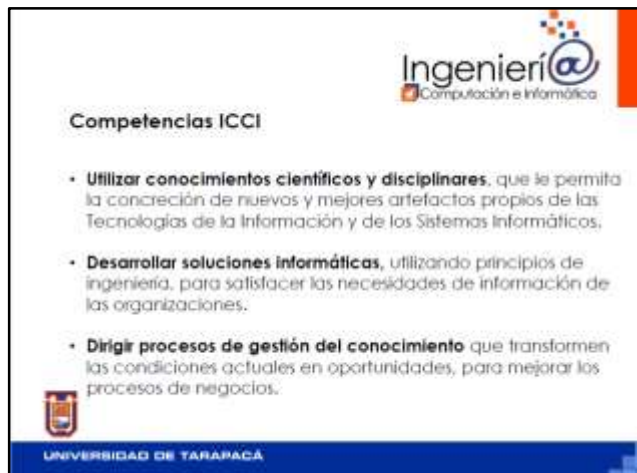 Ingenierí@
Computación e Informática
Competencias ICCI
• Utilizar conocimientos científicos y disciplinares, que le permita
la concreción de nuevos y mejores artefactos propios de las
Tecnologías de la Información y de los Sistemas Informáticos.
• Desarrollar soluciones informáticas, utilizando principios de
ingeniería, para satisfacer las necesidades de información de
las organizaciones.
• Dirigir procesos de gestión del conocimiento que transformen
las condiciones actuales en oportunidades, para mejorar los
procesos de negocios.
UNIVERSIDAD DE TARAPACÁ